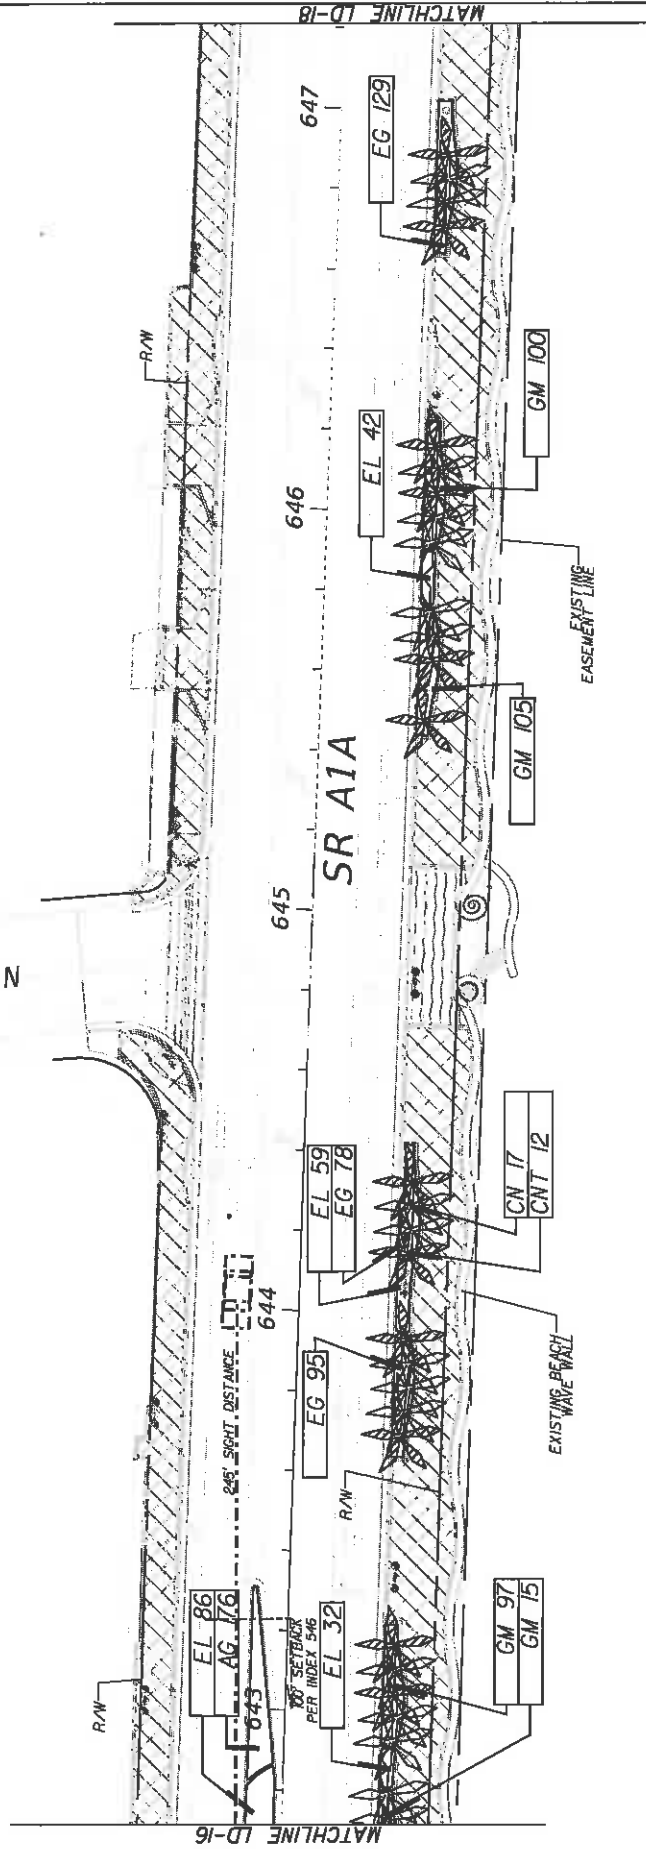 MATCHLINE LD-18
647
EG 129
R/W
GM 100
EL 42
646
EXISTING
EASEMENT LINE
GM 105
SR A1A
645
N
EL 59
EG 78
CN 17
CNT 12
644
245' SIGHT DISTANCE
EG 95
EXISTING BEACH
WAVE WALL
R/W
EL 86
AG 76
100' SETBACK
PER INDEX 546
EL 32
GM 97
GM 15
R/W
643
MATCHLINE LD-16